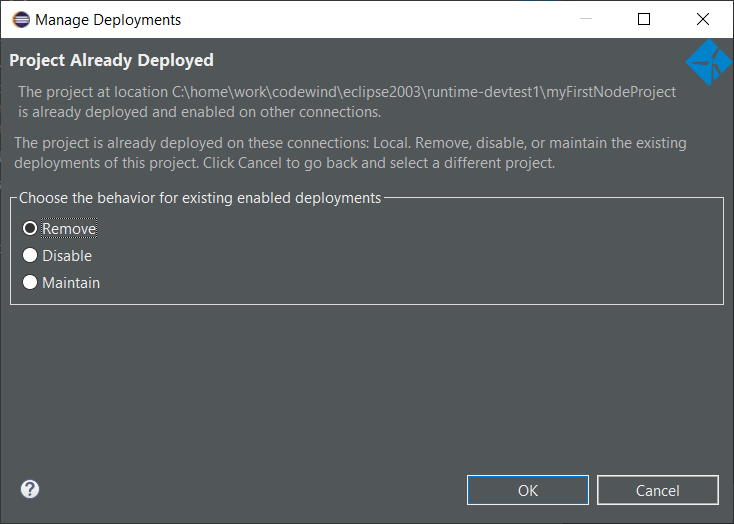 Manage Deployments
Project Already Deployed
The project at location C:\home\work\codewind\eclipse2003\runtime-devtest1\myFirstNodeProject
is already deployed and enabled on other connections.
The project is already deployed on these connections: Local. Remove, disable, or maintain the existing
deployments of this project. Click Cancel to go back and select a different project.
Choose the behavior for existing enabled deployments
Remove
Disable
Maintain
?
OK
Cancel